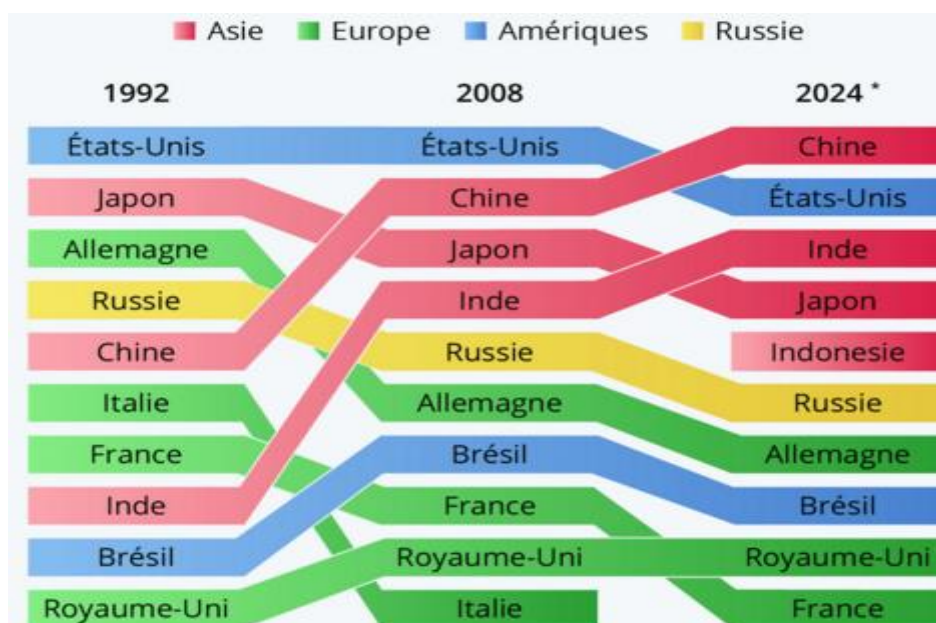 Asie Europe Amériques Russie
1992 2008 2024 *
États-Unis États-Unis Chine
Japon Chine États-Unis
Allemagne Japon Inde
Russie Inde Japon
Chine Russie Indonesie
Italie Allemagne Russie
France Brésil Allemagne
Inde France Brésil
Brésil Royaume-Uni Royaume-Uni
Royaume-Uni Italie France